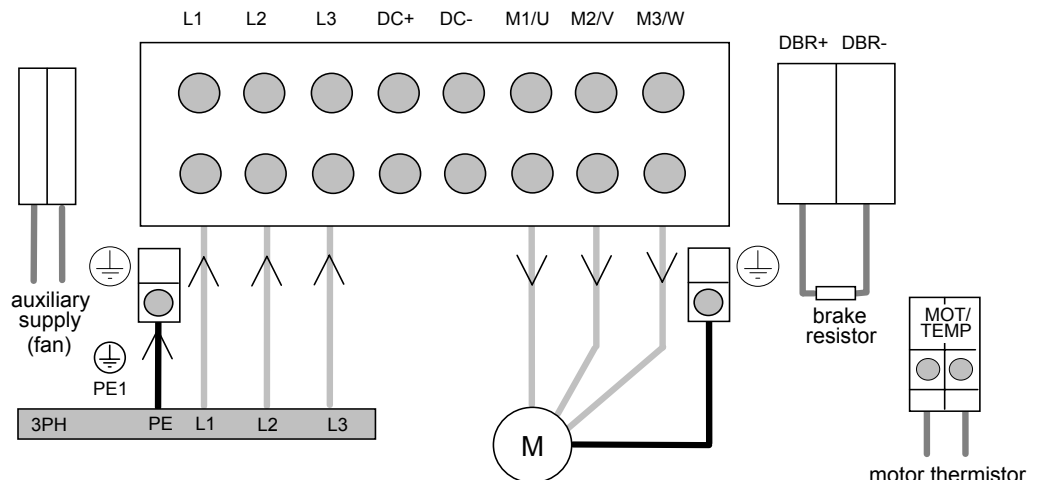 L1 L2 L3 DC+ DC- M1/U M2/V M3/W
DBR+ DBR-
auxiliary
supply
(fan)
PE1
3PH PE L1 L2 L3
M
brake
resistor
MOT/
TEMP
motor thermistor